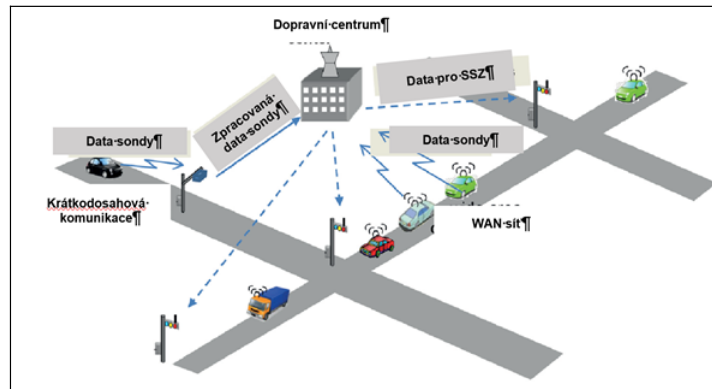 Dopravní·centrum¶
Data·pro·SSZ¶
Zpracovaná·
data·sondy¶
Data·sondy¶
Data·sondy¶
Krátkodosahová·
komunikace¶
WAN·síť¶